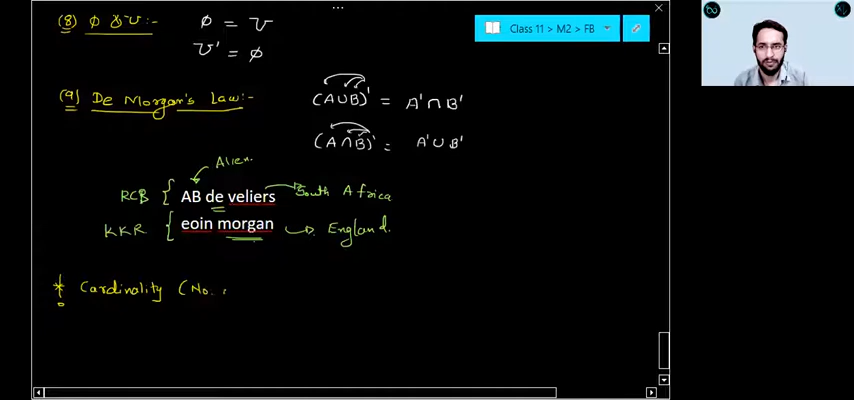 (8) φ & U :- φ = U
U' = φ
Class 11 > M2 > FB
(9) De Morgan's Law :- (A∪B)' = A'∩B'
(A∩B)' = A'∪B'
Alien.
RCB { AB de veliers → South Africa
KKR { eoin morgan → England.
* Cardinality (No.